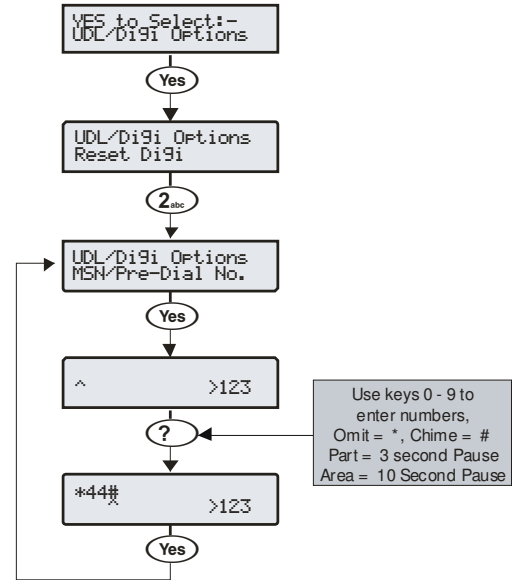 YES to Select:-
UDL/Digi Options
Yes
UDL/Digi Options
Reset Digi
2abc
UDL/Digi Options
MSN/Pre-Dial No.
Yes
^ >123
?
Use keys 0 - 9 to
enter numbers,
Omit = *, Chime = #
Part = 3 second Pause
Area = 10 Second Pause
*44#
^ >123
Yes